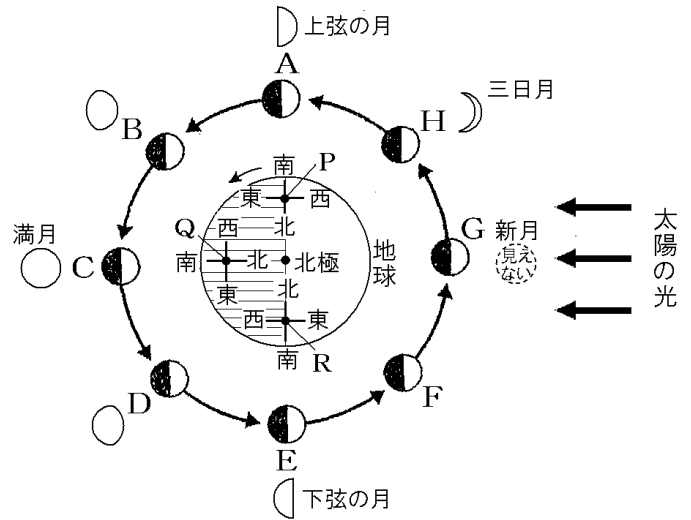 上弦の月
A
三日月
H
B
南
P
東
西
北
Q
西
南
北
東
北極
地球
北
西
東
南
R
満月
C
G
新月
見え
ない
太陽の光
D
F
E
下弦の月